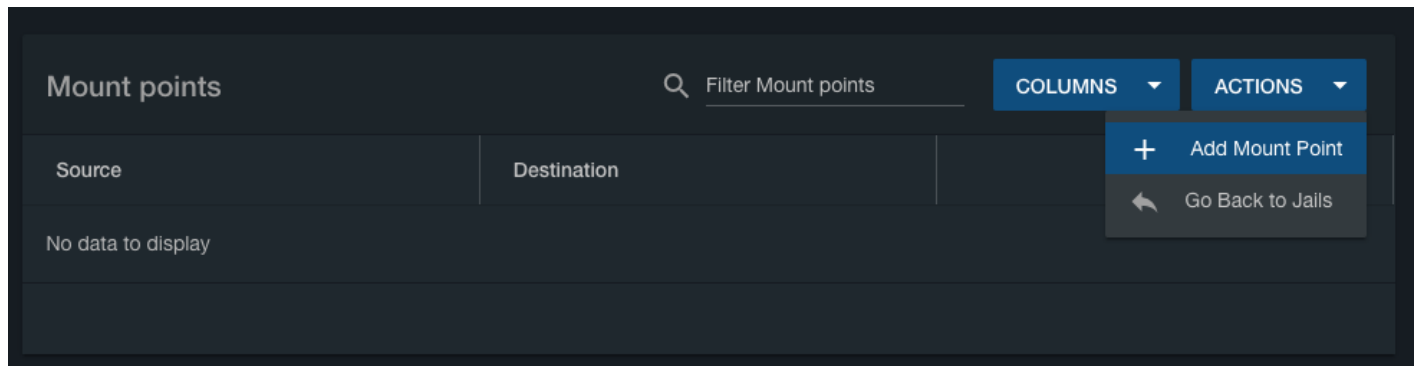 Mount points
Filter Mount points
COLUMNS
ACTIONS
Add Mount Point
Go Back to Jails
Source
Destination
No data to display